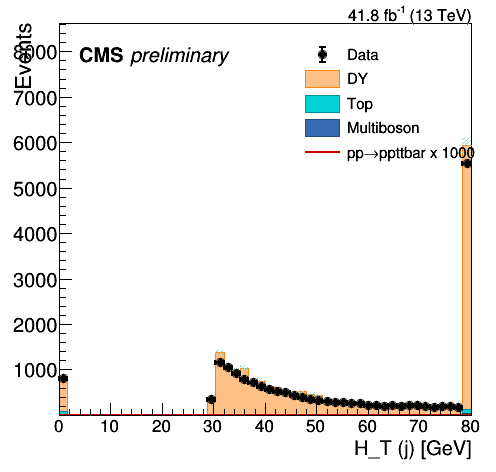 41.8 fb⁻¹ (13 TeV)
Events
CMS preliminary
Data
DY
Top
Multiboson
pp→ppttbar x 1000
8000
7000
6000
5000
4000
3000
2000
1000
0 10 20 30 40 50 60 70 80
H_T (j) [GeV]